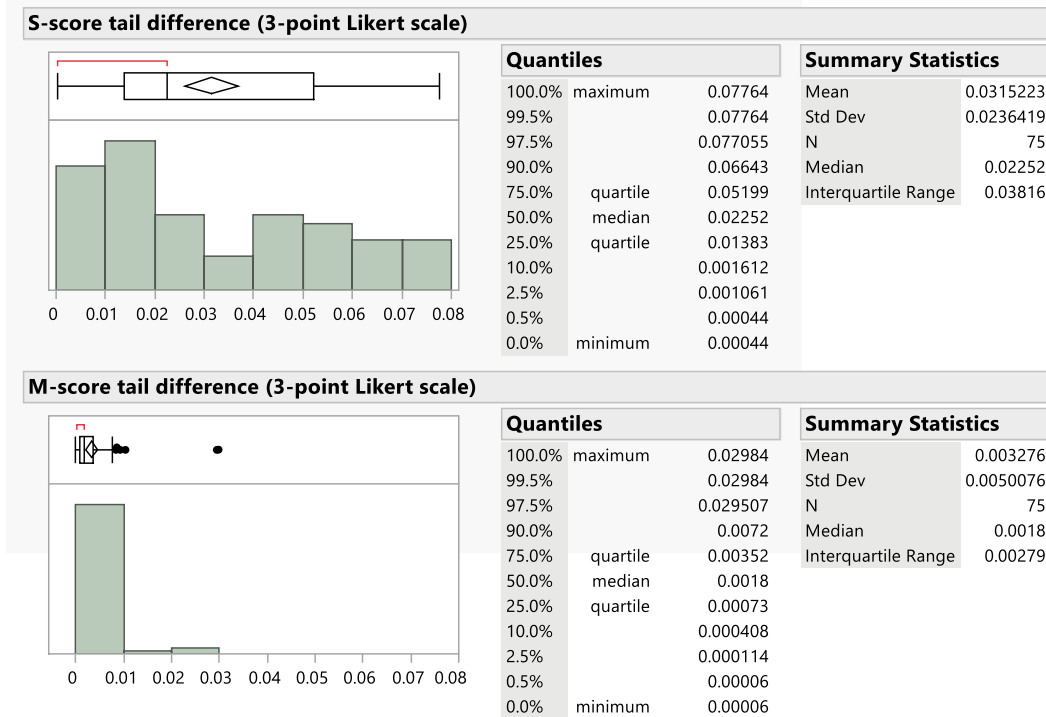 S-score tail difference (3-point Likert scale)
Quantiles
100.0% maximum 0.07764
99.5% 0.07764
97.5% 0.077055
90.0% 0.06643
75.0% quartile 0.05199
50.0% median 0.02252
25.0% quartile 0.01383
10.0% 0.001612
2.5% 0.001061
0.5% 0.00044
0.0% minimum 0.00044
Summary Statistics
Mean 0.0315223
Std Dev 0.0236419
N 75
Median 0.02252
Interquartile Range 0.03816
0 0.01 0.02 0.03 0.04 0.05 0.06 0.07 0.08
M-score tail difference (3-point Likert scale)
Quantiles
100.0% maximum 0.02984
99.5% 0.02984
97.5% 0.029507
90.0% 0.0072
75.0% quartile 0.00352
50.0% median 0.0018
25.0% quartile 0.00073
10.0% 0.000408
2.5% 0.000114
0.5% 0.00006
0.0% minimum 0.00006
Summary Statistics
Mean 0.003276
Std Dev 0.0050076
N 75
Median 0.0018
Interquartile Range 0.00279
0 0.01 0.02 0.03 0.04 0.05 0.06 0.07 0.08